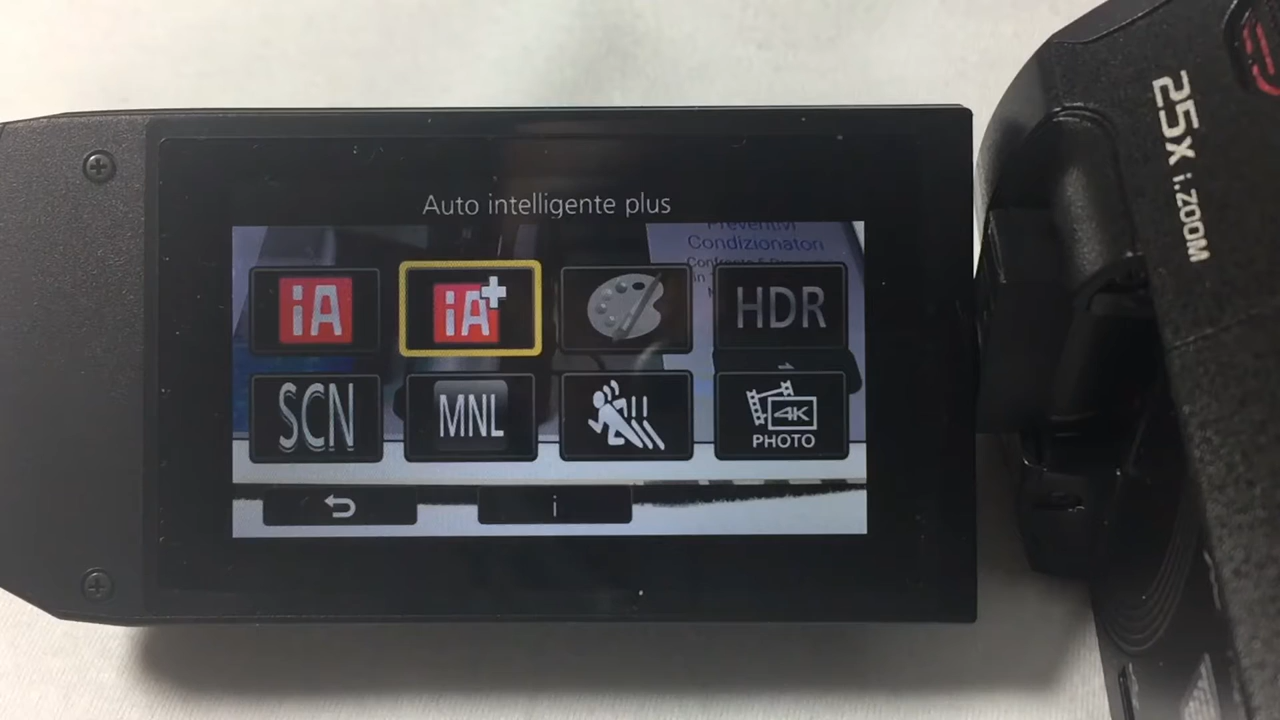 Auto intelligente plus
Preventivi
Condizionatori
iA
iA+
HDR
SCN
MNL
4K
PHOTO
i
25x i.ZOOM